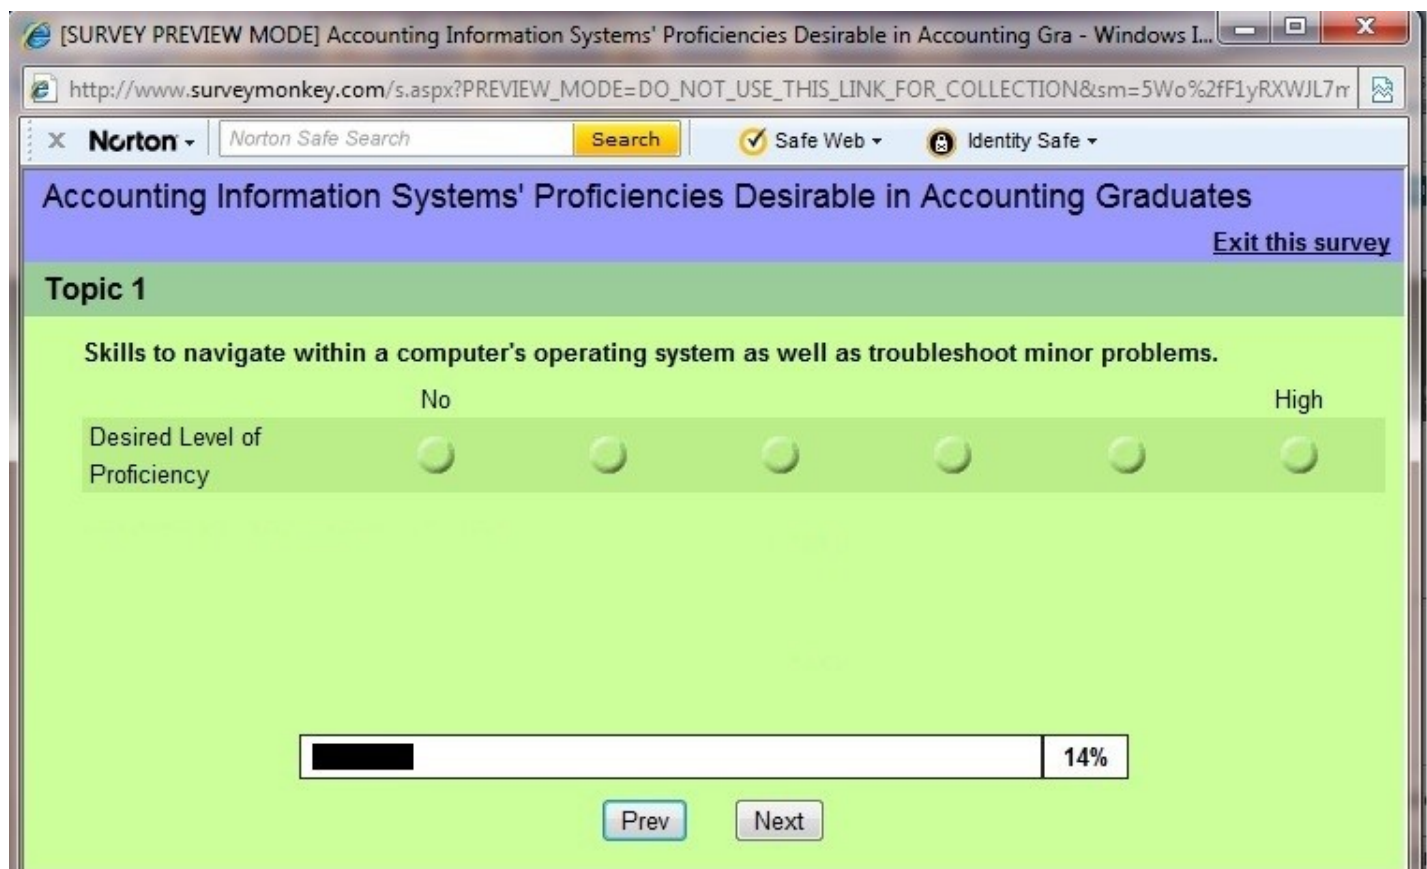 [SURVEY PREVIEW MODE] Accounting Information Systems' Proficiencies Desirable in Accounting Gra - Windows I...
http://www.surveymonkey.com/s.aspx?PREVIEW_MODE=DO_NOT_USE_THIS_LINK_FOR_COLLECTION&sm=5Wo%2fF1yRXWJL7m
X Norton Norton Safe Search Search Safe Web Identity Safe
Accounting Information Systems' Proficiencies Desirable in Accounting Graduates
Exit this survey
Topic 1
Skills to navigate within a computer's operating system as well as troubleshoot minor problems.
No High
Desired Level of
Proficiency
14%
Prev Next